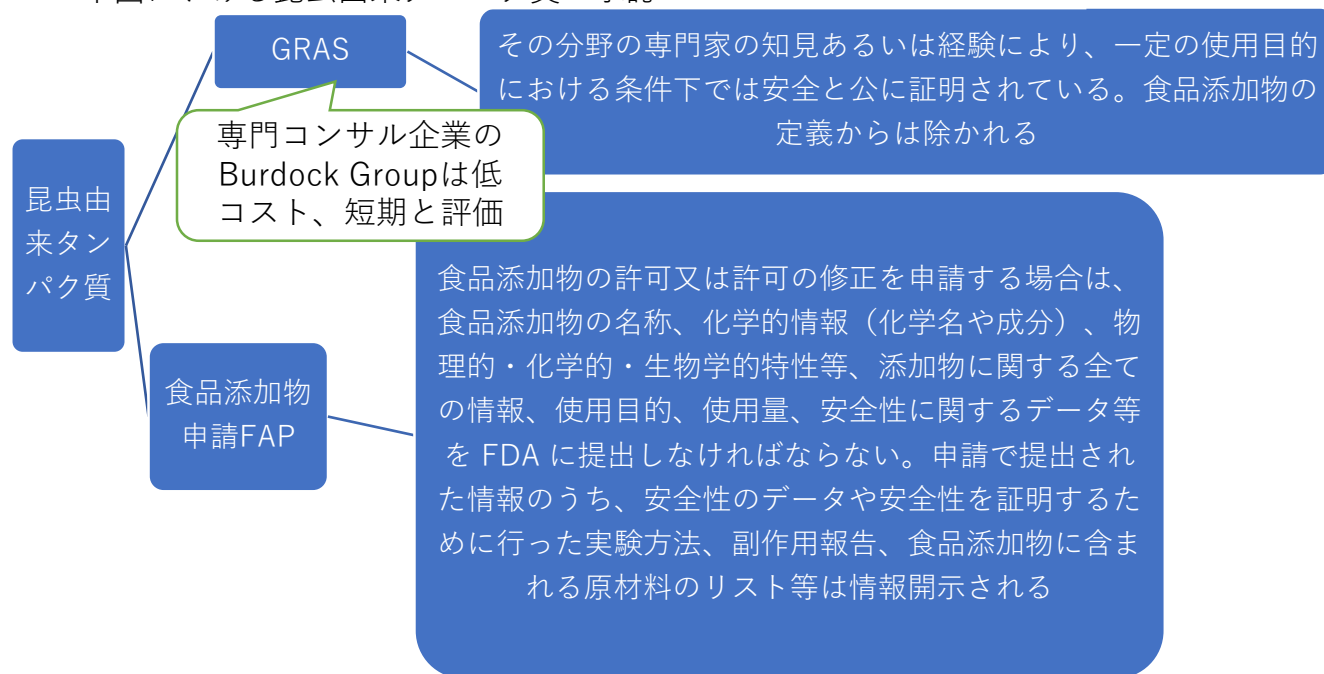 GRAS
その分野の専門家の知見あるいは経験により、一定の使用目的
における条件下では安全と公に証明されている。食品添加物の
定義からは除かれる
専門コンサル企業の
Burdock Groupは低
コスト、短期と評価
昆虫由
来タン
パク質
食品添加物
申請FAP
食品添加物の許可又は許可の修正を申請する場合は、
食品添加物の名称、化学的情報（化学名や成分）、物
理的・化学的・生物学的特性等、添加物に関する全て
の情報、使用目的、使用量、安全性に関するデータ等
を FDA に提出しなければならない。申請で提出され
た情報のうち、安全性のデータや安全性を証明するた
めに行った実験方法、副作用報告、食品添加物に含ま
れる原材料のリスト等は情報開示される